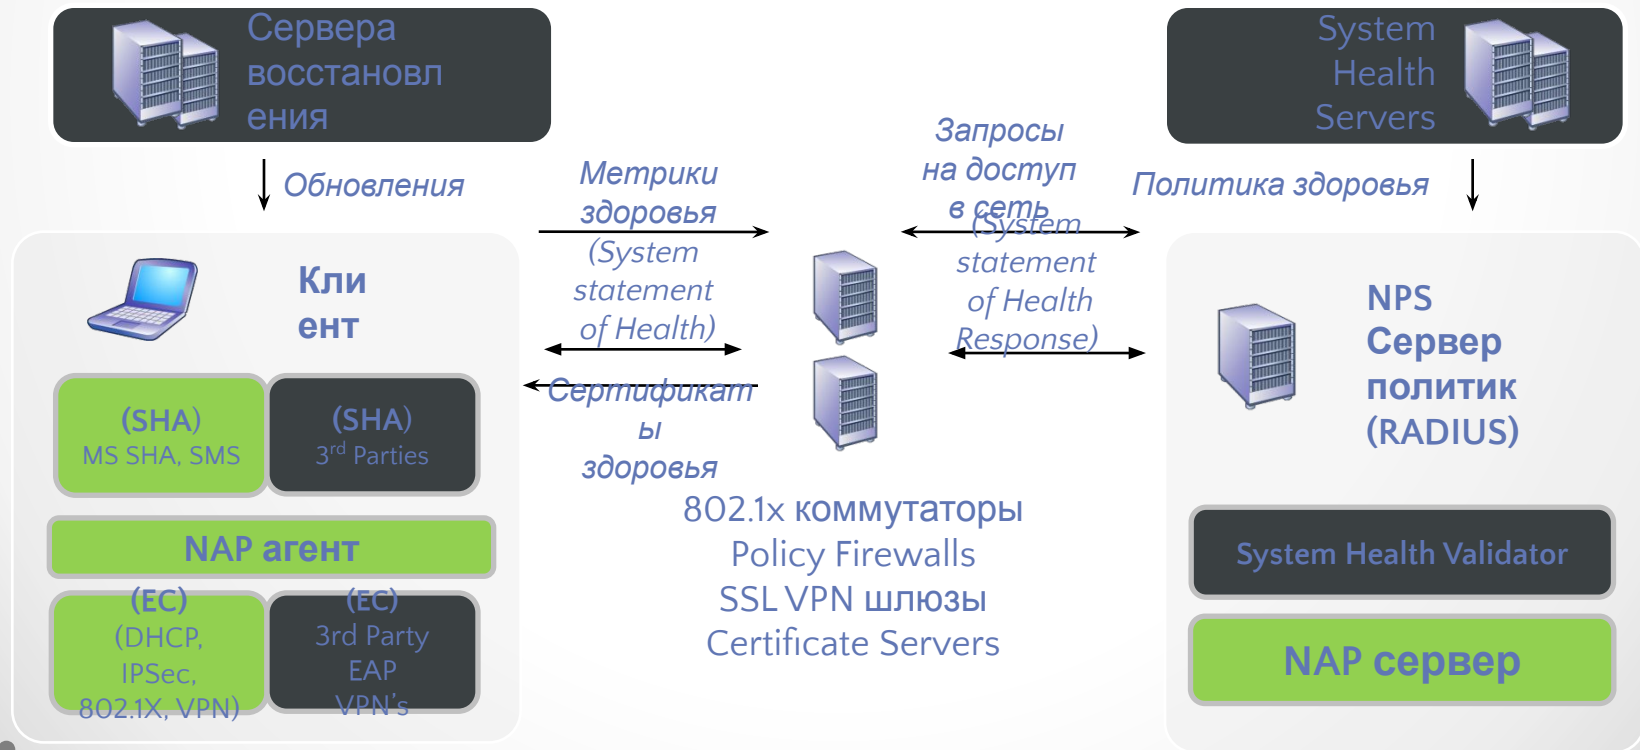 Сервера
восстановл
ения
System
Health
Servers
Обновления
Метрики
здоровья
(System
statement
of Health)
Запросы
на доступ
в сеть
(System
statement
of Health
Response)
Политика здоровья
Кли
ент
(SHA)
MS SHA, SMS
(SHA)
3rd Parties
NAP агент
(EC)
(DHCP,
IPSec,
802.1X, VPN)
(EC)
3rd Party
EAP
VPN’s
Сертификат
ы
здоровья
802.1x коммутаторы
Policy Firewalls
SSL VPN шлюзы
Certificate Servers
NPS
Сервер
политик
(RADIUS)
System Health Validator
NAP сервер